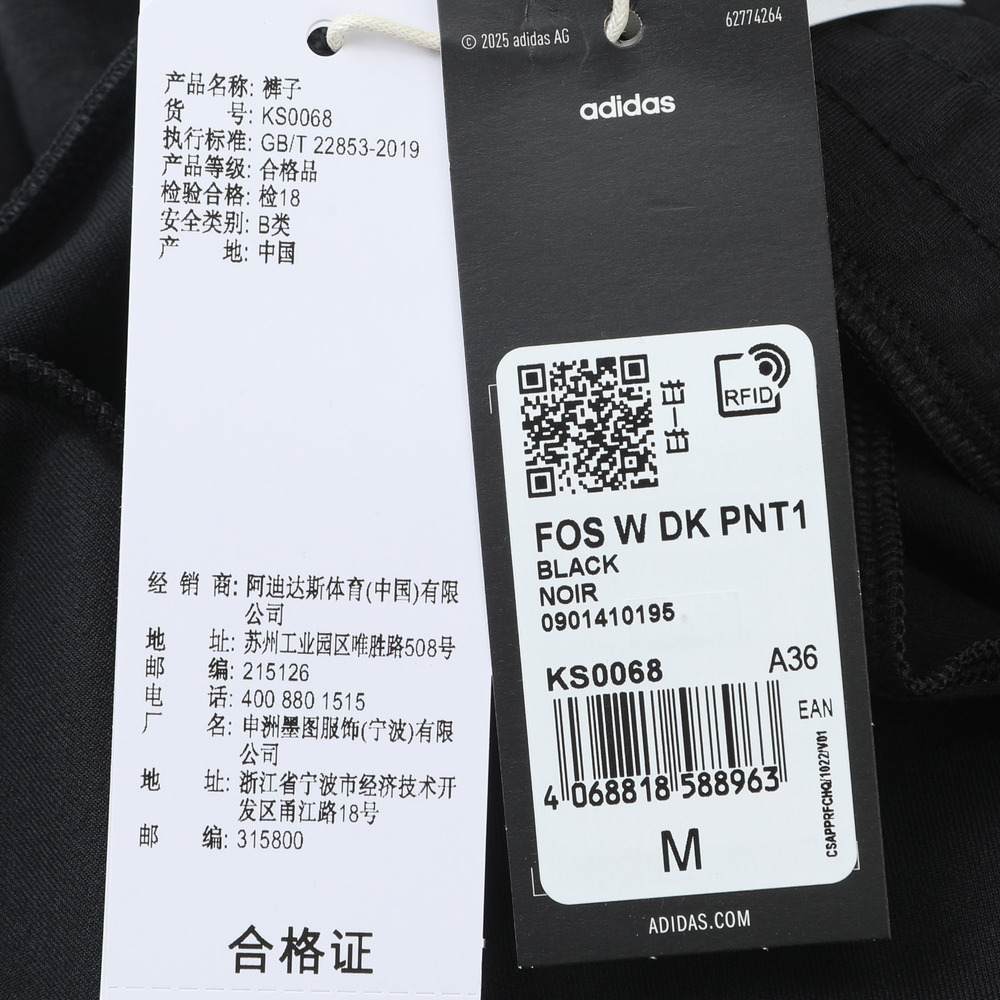 产品名称: 裤子
货 号: KS0068
执行标准: GB/T 22853-2019
产品等级: 合格品
检验合格: 检18
安全类别: B类
产 地: 中国
经 销 商: 阿迪达斯体育(中国)有限
公司
地 址: 苏州工业园区唯胜路508号
邮 编: 215126
电 话: 400 880 1515
厂 名: 申洲墨图服饰(宁波)有限
公司
地 址: 浙江省宁波市经济技术开
发区甬江路18号
邮 编: 315800
合格证
© 2025 adidas AG
62774264
adidas
扫一扫
RFID
FOS W DK PNT1
BLACK
NOIR
0901410195
KS0068
A36
EAN
4 068818 588963
CSAPPRFCHQ/1022/V01
M
ADIDAS.COM